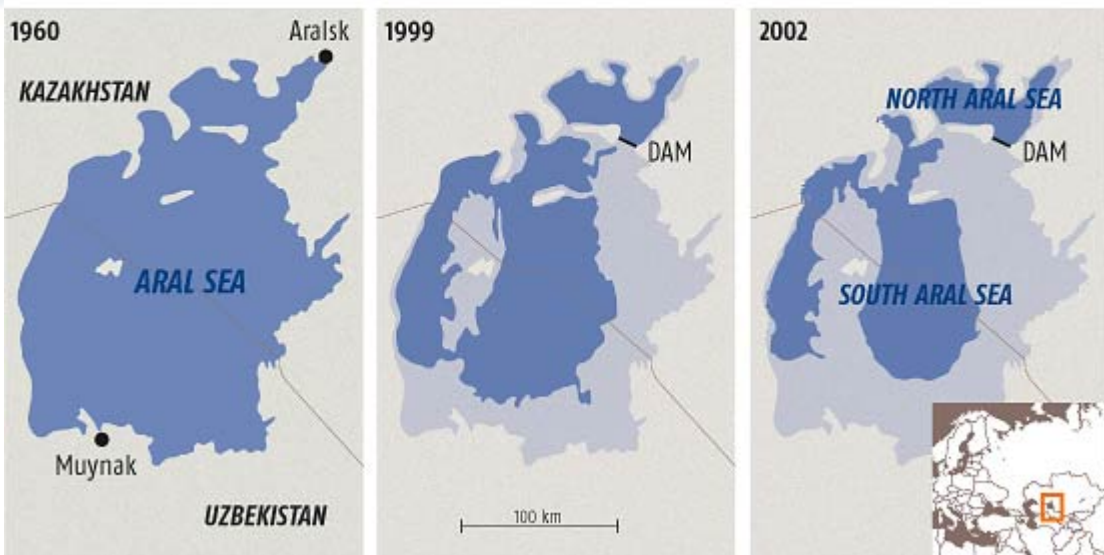 1960
Aralsk
KAZAKHSTAN
ARAL SEA
Muynak
UZBEKISTAN
1999
DAM
100 km
2002
NORTH ARAL SEA
DAM
SOUTH ARAL SEA